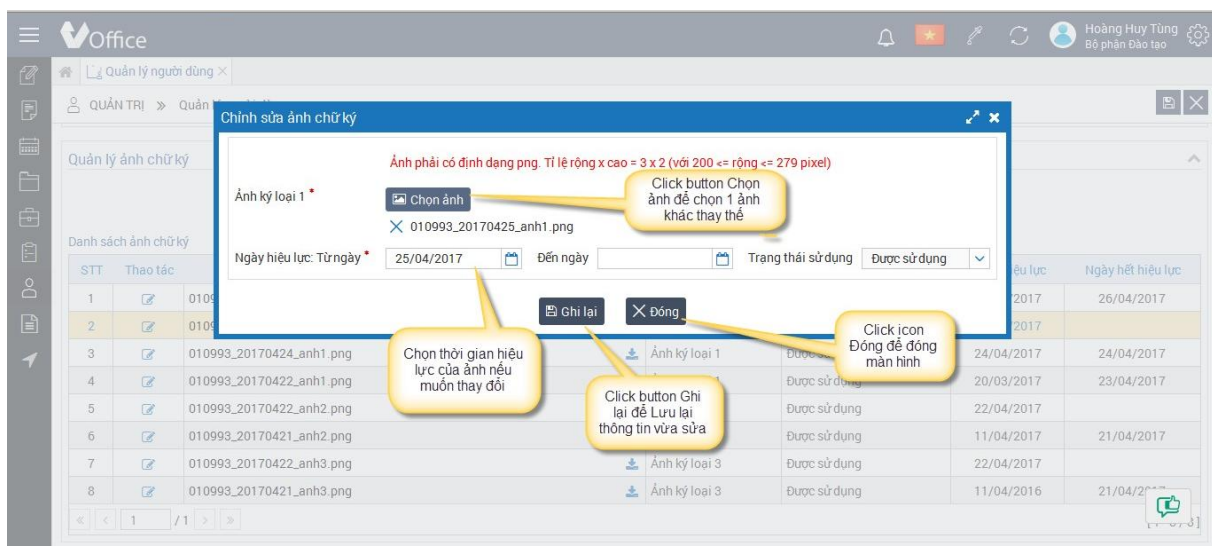 Office
Hoàng Huy Tùng
Bộ phận Đào tạo
Quản lý người dùng
QUẢN TRỊ » Quản
Chỉnh sửa ảnh chữ ký
Quản lý ảnh chữ ký
Ảnh phải có định dạng png. Tỉ lệ rộng x cao = 3 x 2 (với 200 <= rộng <= 279 pixel)
Ảnh ký loại 1 *
Chọn ảnh
Click button Chọn
ảnh để chọn 1 ảnh
khác thay thế
010993_20170425_anh1.png
Danh sách ảnh chữ ký
Ngày hiệu lực: Từ ngày * 25/04/2017 Đến ngày Trạng thái sử dụng Được sử dụng
STT Thao tác hiệu lực Ngày hết hiệu lực
1 0109 /2017 26/04/2017
Ghi lại Đóng
2 0109 /2017
Click icon
Đóng để đóng
màn hình
3 010993_20170424_anh1.png Ảnh ký loại 1 24/04/2017 24/04/2017
Chọn thời gian hiệu
lực của ảnh nếu
muốn thay đổi
4 010993_20170422_anh1.png Được sử dụng 20/03/2017 23/04/2017
Click button Ghi
lại để Lưu lại
thông tin vừa sửa
5 010993_20170422_anh2.png Được sử dụng 22/04/2017
6 010993_20170421_anh2.png Được sử dụng 11/04/2017 21/04/2017
7 010993_20170422_anh3.png Ảnh ký loại 3 Được sử dụng 22/04/2017
8 010993_20170421_anh3.png Ảnh ký loại 3 Được sử dụng 11/04/2016
1 / 1